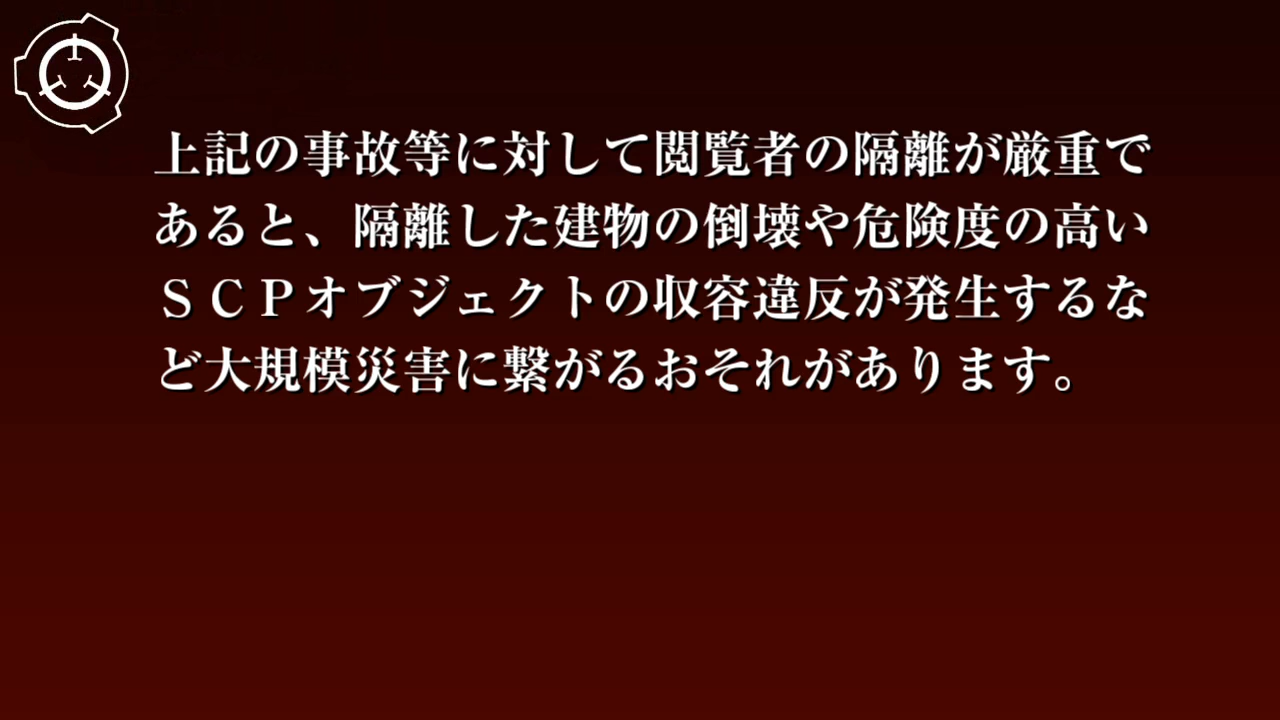 上記の事故等に対して閲覧者の隔離が厳重で
あると、隔離した建物の倒壊や危険度の高い
ＳＣＰオブジェクトの収容違反が発生するな
ど大規模災害に繋がるおそれがあります。